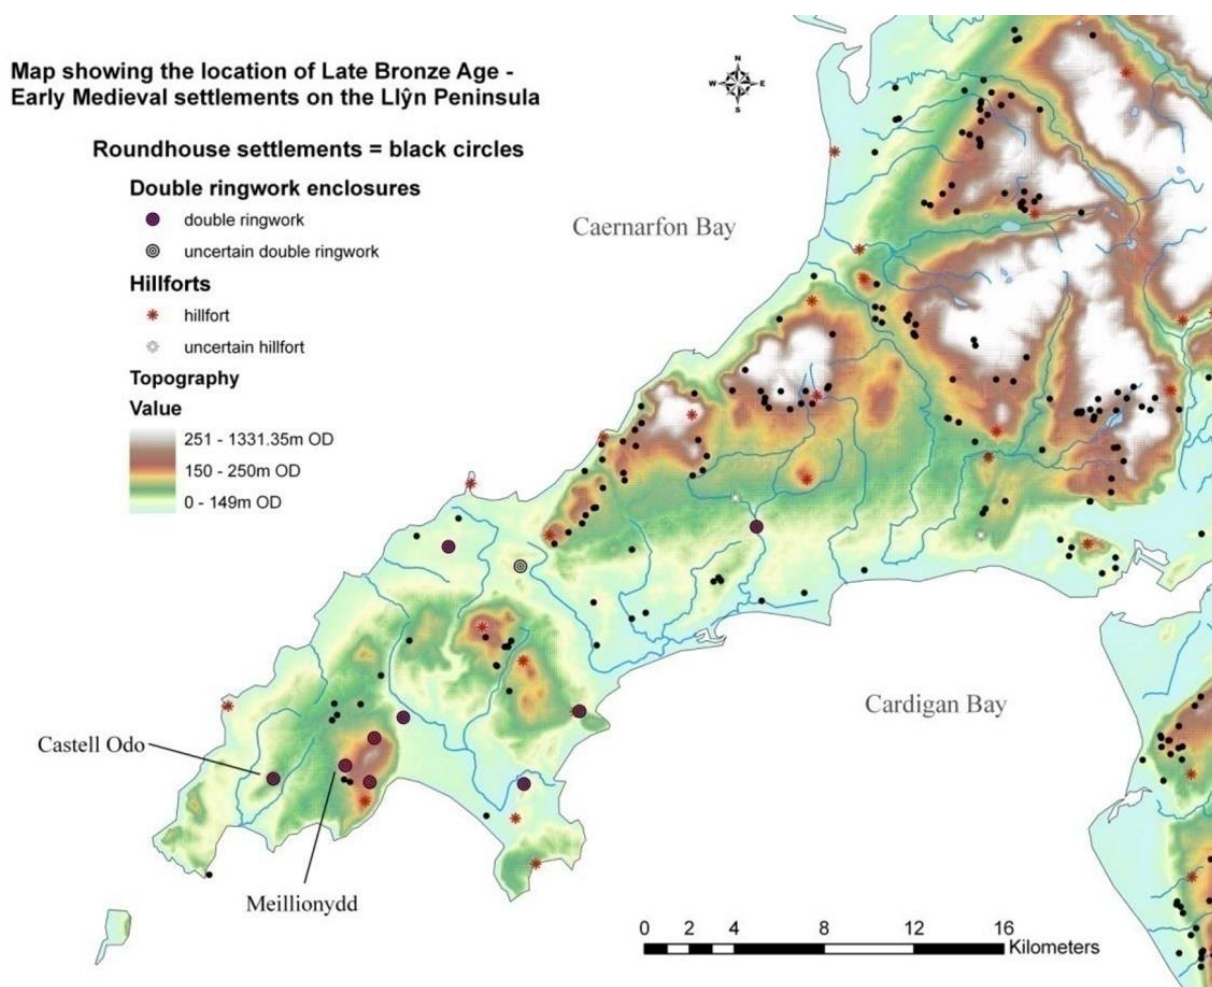 Map showing the location of Late Bronze Age -
Early Medieval settlements on the Llŷn Peninsula
Roundhouse settlements = black circles
Double ringwork enclosures
double ringwork
uncertain double ringwork
Hillforts
hillfort
uncertain hillfort
Topography
Value
251 - 1331.35m OD
150 - 250m OD
0 - 149m OD
N
W E
S
Caernarfon Bay
Cardigan Bay
Castell Odo
Meillionydd
0 2 4 8 12 16
Kilometers